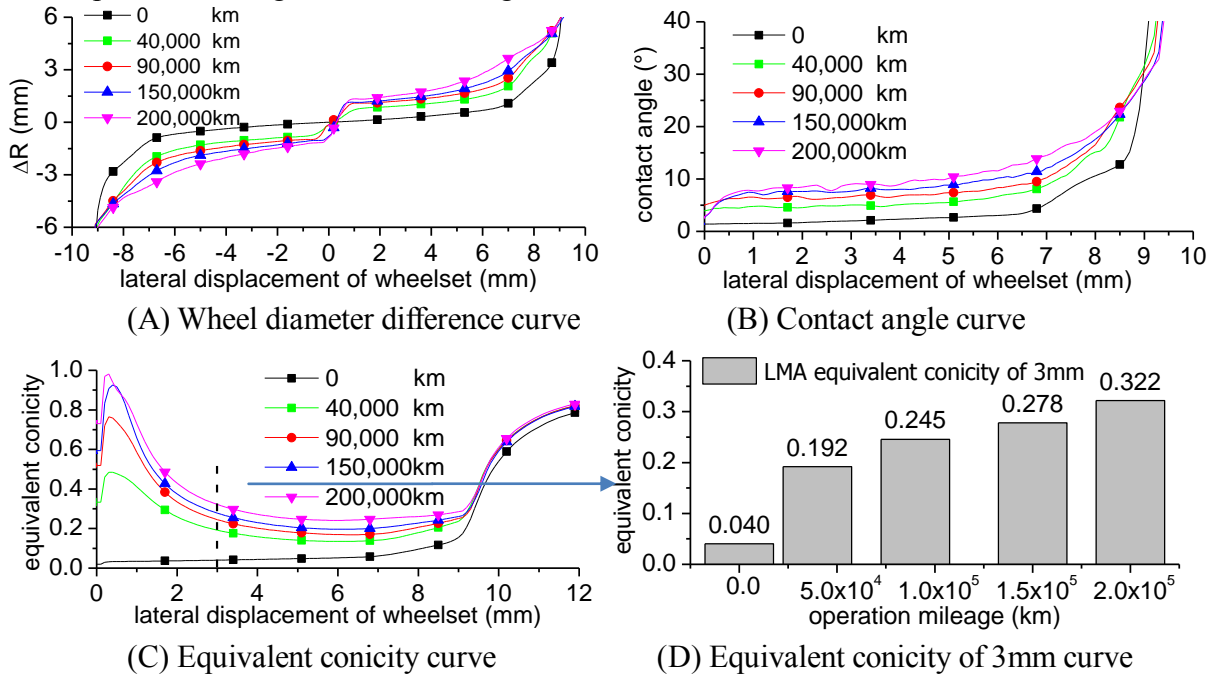 0 km
40,000 km
90,000 km
150,000km
200,000km
6
3
0
-3
-6
ΔR (mm)
-10 -8 -6 -4 -2 0 2 4 6 8 10
lateral displacement of wheelset (mm)
(A) Wheel diameter difference curve
0 km
40,000 km
90,000 km
150,000km
200,000km
40
30
20
10
0
contact angle (°)
0 1 2 3 4 5 6 7 8 9 10
lateral displacement of wheelset (mm)
(B) Contact angle curve
0 km
40,000 km
90,000 km
150,000km
200,000km
1.0
0.8
0.6
0.4
0.2
0.0
equivalent conicity
0 2 4 6 8 10 12
lateral displacement of wheelset (mm)
(C) Equivalent conicity curve
LMA equivalent conicity of 3mm
0.4
0.3
0.2
0.1
0.0
equivalent conicity
0.040
0.192
0.245
0.278
0.322
0.0 5.0x10⁴ 1.0x10⁵ 1.5x10⁵ 2.0x10⁵
operation mileage (km)
(D) Equivalent conicity of 3mm curve